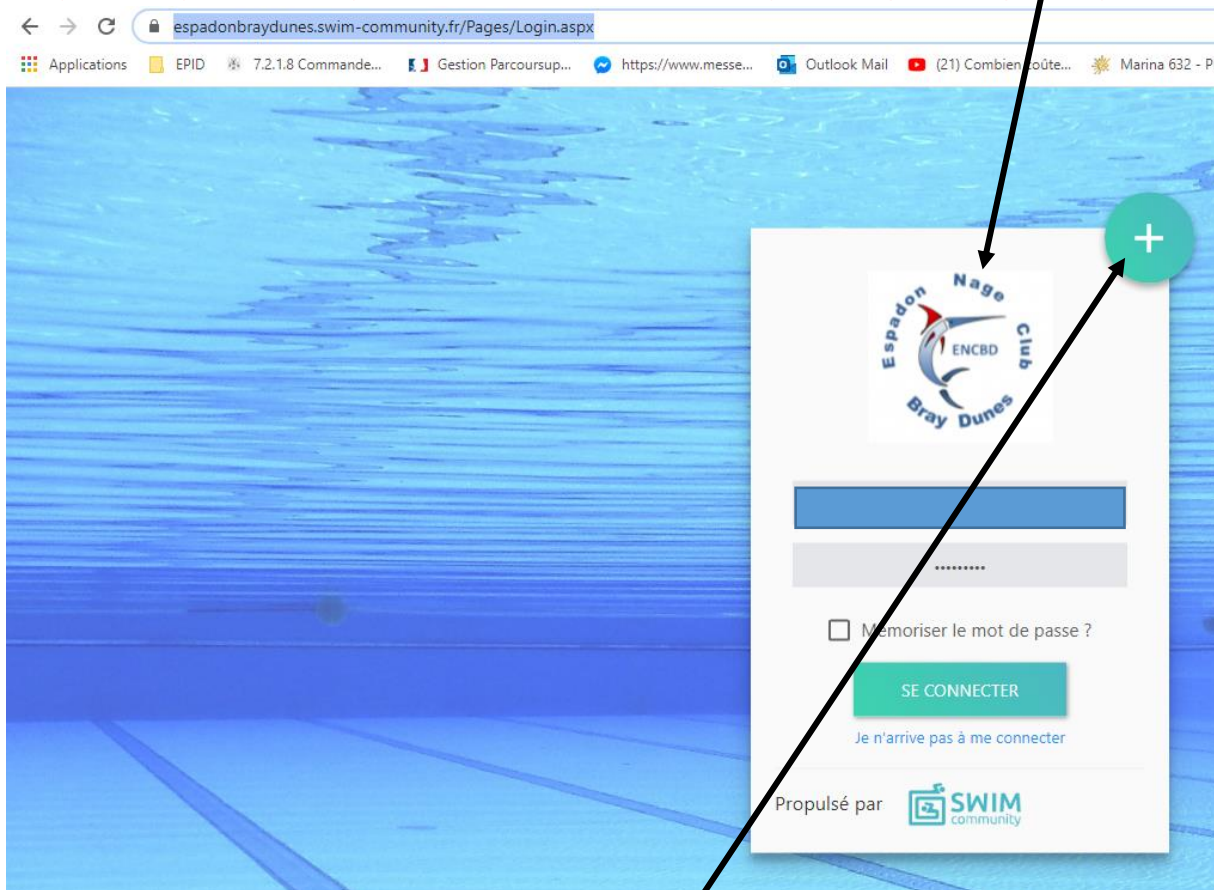 espadonbraydunes.swim-community.fr/Pages/Login.aspx
Applications EPID 7.2.1.8 Commande... Gestion Parcoursup... https://www.messe... Outlook Mail (21) Combien coûte... Marina 632 - P
+
Espadon Nage Club
ENCBD
Bray Dunes
•••••••••
Mémoriser le mot de passe ?
SE CONNECTER
Je n'arrive pas à me connecter
Propulsé par SWIM
community